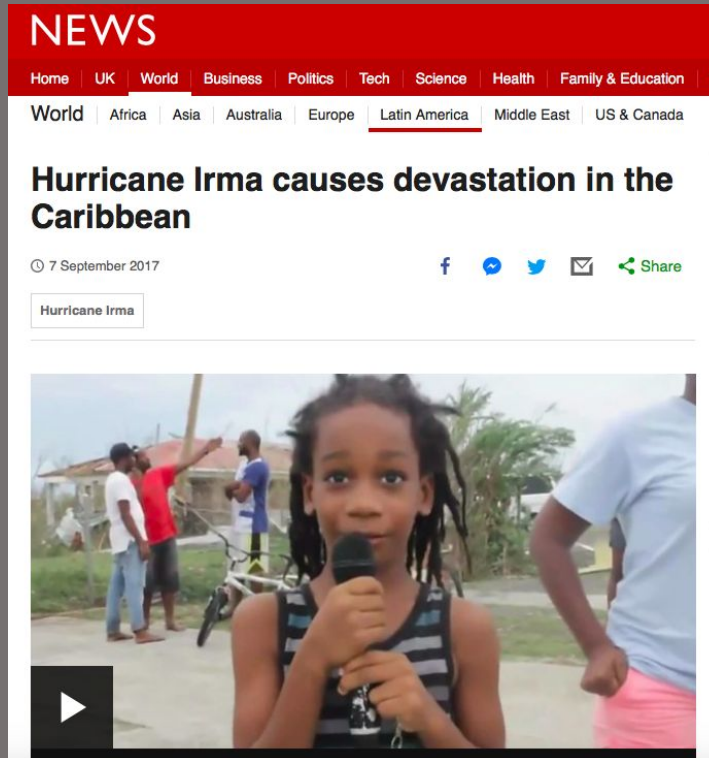 NEWS
Home UK World Business Politics Tech Science Health Family & Education
World Africa Asia Australia Europe Latin America Middle East US & Canada
Hurricane Irma causes devastation in the
Caribbean
7 September 2017 Share
Hurricane Irma